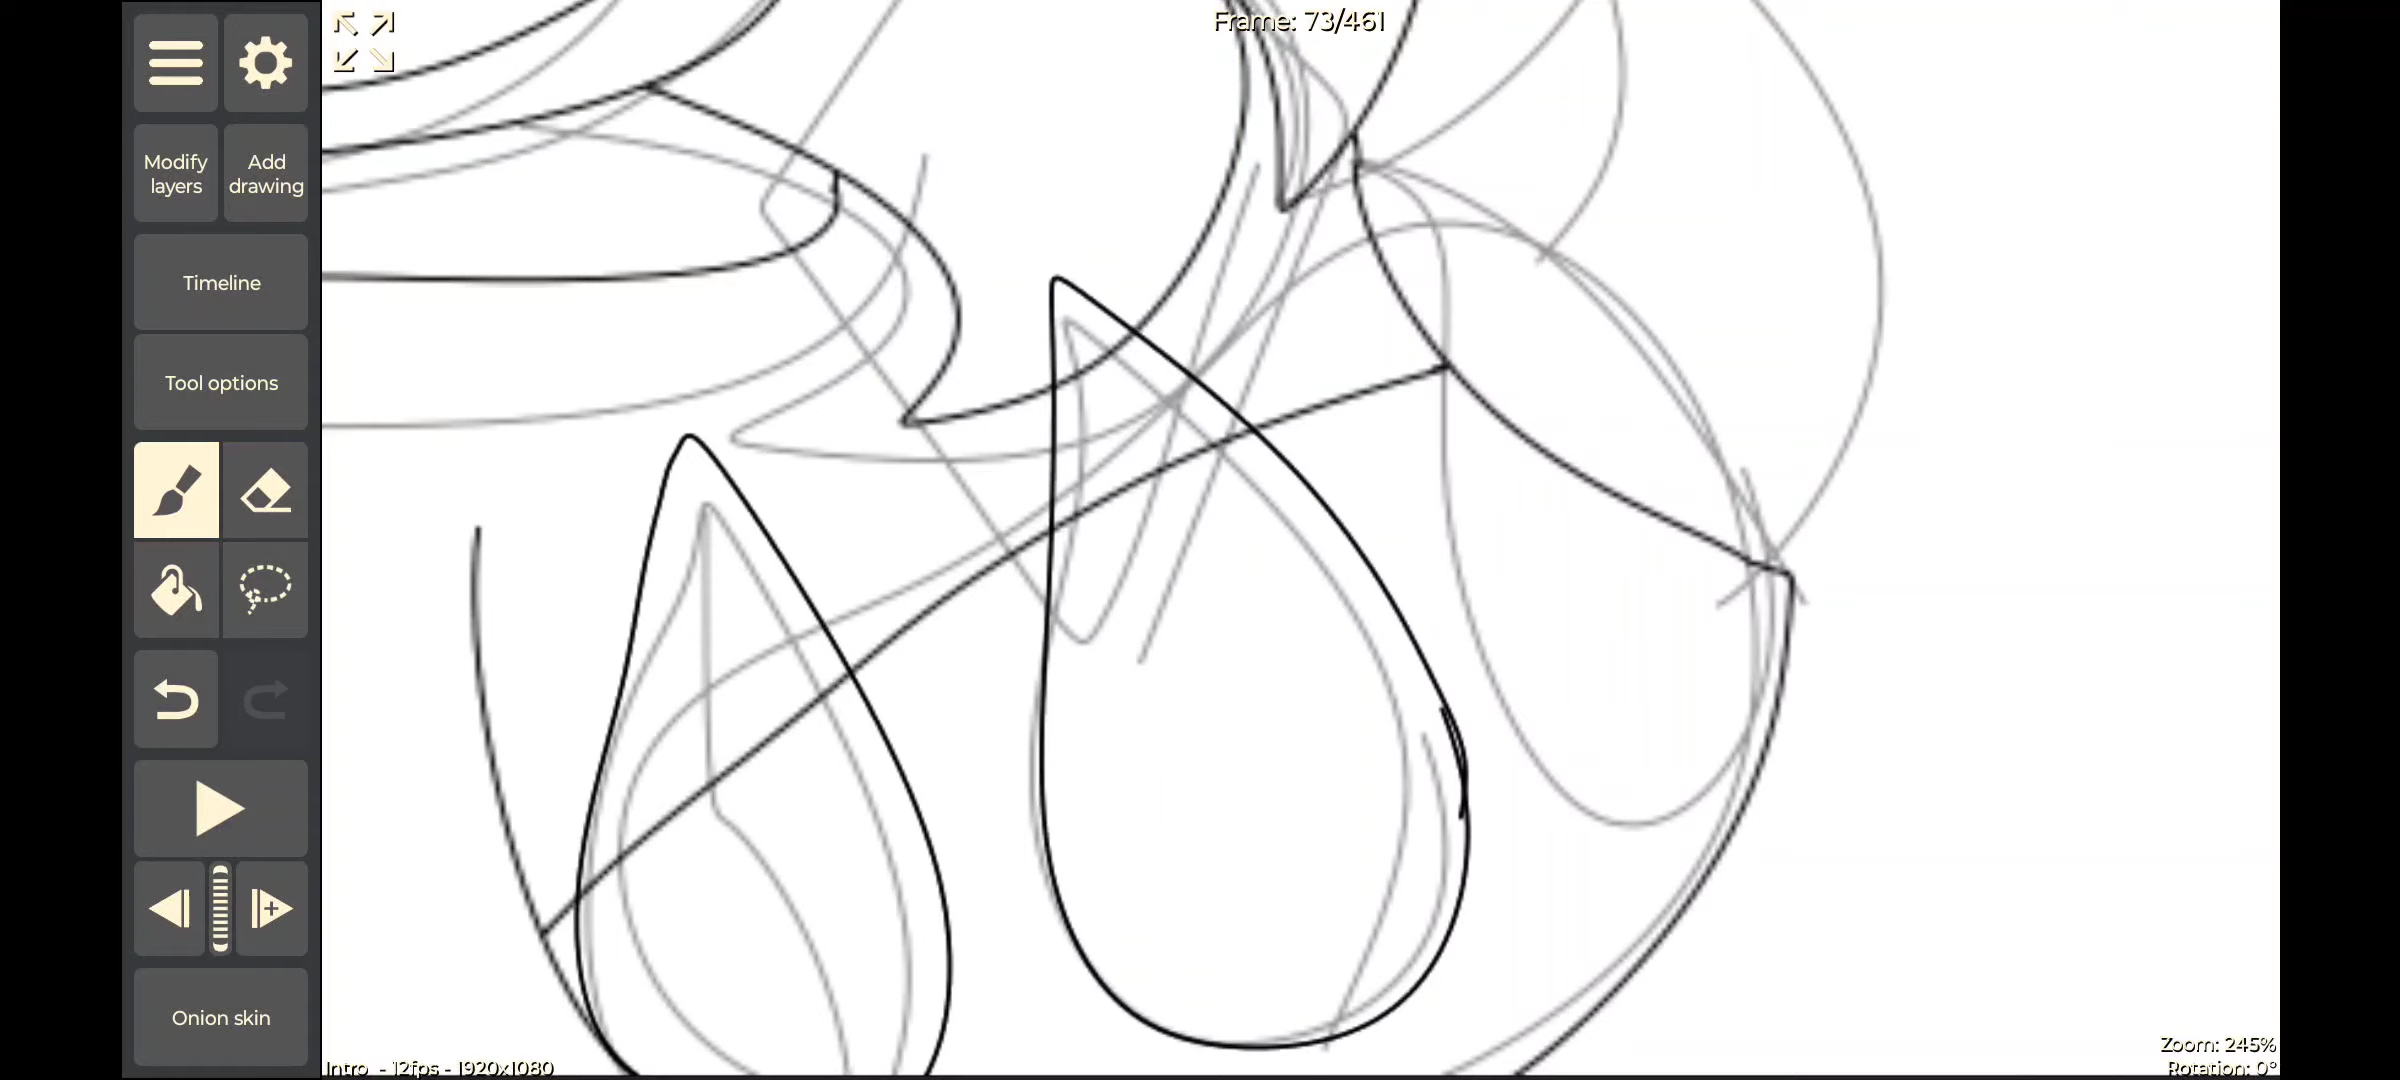 Frame: 73/461
Modify
layers
Add
drawing
Timeline
Tool options
Onion skin
Intro - 12fps - 1920x1080
Zoom: 245%
Rotation: 0°